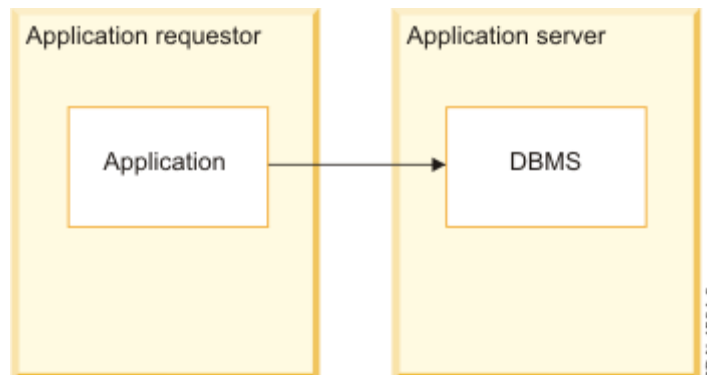 Application requestor
Application server
Application
DBMS